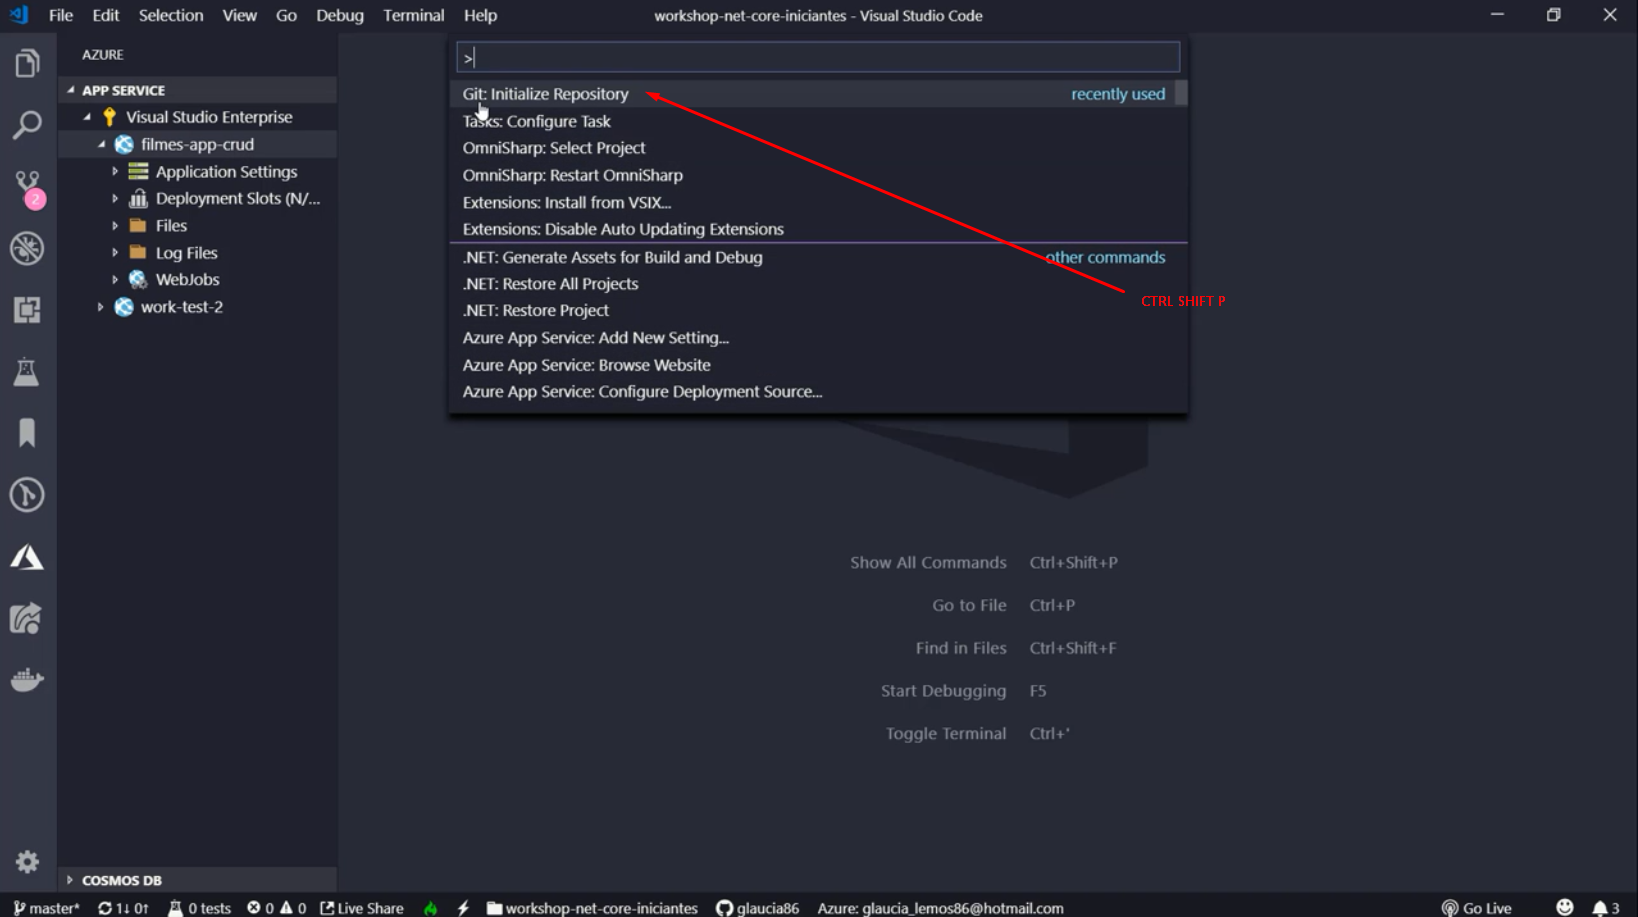 File Edit Selection View Go Debug Terminal Help
workshop-net-core-iniciantes - Visual Studio Code
AZURE
APP SERVICE
Visual Studio Enterprise
filmes-app-crud
Application Settings
Deployment Slots (N/...
Files
Log Files
WebJobs
work-test-2
COSMOS DB
2
>
Git: Initialize Repository
recently used
Tasks: Configure Task
OmniSharp: Select Project
OmniSharp: Restart OmniSharp
Extensions: Install from VSIX...
Extensions: Disable Auto Updating Extensions
.NET: Generate Assets for Build and Debug
other commands
.NET: Restore All Projects
.NET: Restore Project
Azure App Service: Add New Setting...
Azure App Service: Browse Website
Azure App Service: Configure Deployment Source...
CTRL SHIFT P
Show All Commands Ctrl+Shift+P
Go to File Ctrl+P
Find in Files Ctrl+Shift+F
Start Debugging F5
Toggle Terminal Ctrl+'
master* 1↓ 0↑ 0 tests 0 0 Live Share workshop-net-core-iniciantes glaucia86 Azure: glaucia_lemos86@hotmail.com Go Live 3